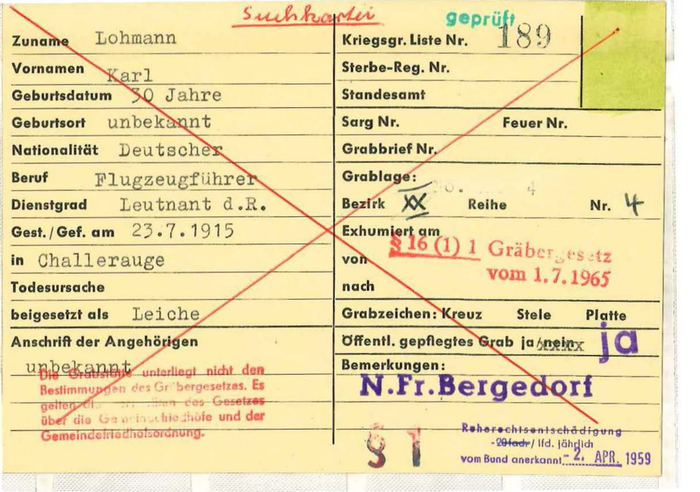 Suchkartei
geprüft
Zuname Lohmann
Vornamen Karl
Geburtsdatum 30 Jahre
Geburtsort unbekannt
Nationalität Deutscher
Beruf Flugzeugführer
Dienstgrad Leutnant d.R.
Gest./Gef. am 23.7.1915
in Challerauge
Todesursache
beigesetzt als Leiche
Anschrift der Angehörigen
unbekannt
Die Grabstätte unterliegt nicht den
Bestimmungen des Gräbergesetzes. Es
gelten des Gesetzes
über die Gemeindefriedhöfe und der
Gemeindefriedhofsordnung.
Kriegsgr. Liste Nr. 189
Sterbe-Reg. Nr.
Standesamt
Sarg Nr. Feuer Nr.
Grabbrief Nr.
Grablage:
Bezirk XX Reihe Nr. 4
Exhumiert am
§ 16 (1) 1 Gräbergesetz
von
vom 1.7.1965
nach
Grabzeichen: Kreuz Stele Platte
Öffentl. gepflegtes Grab ja nein ja
Bemerkungen:
N.Fr.Bergedorf
Ruherechtsentschädigung
-20fach/ lfd. jährlich
vom Bund anerkannt - 2. APR. 1959
§ 1